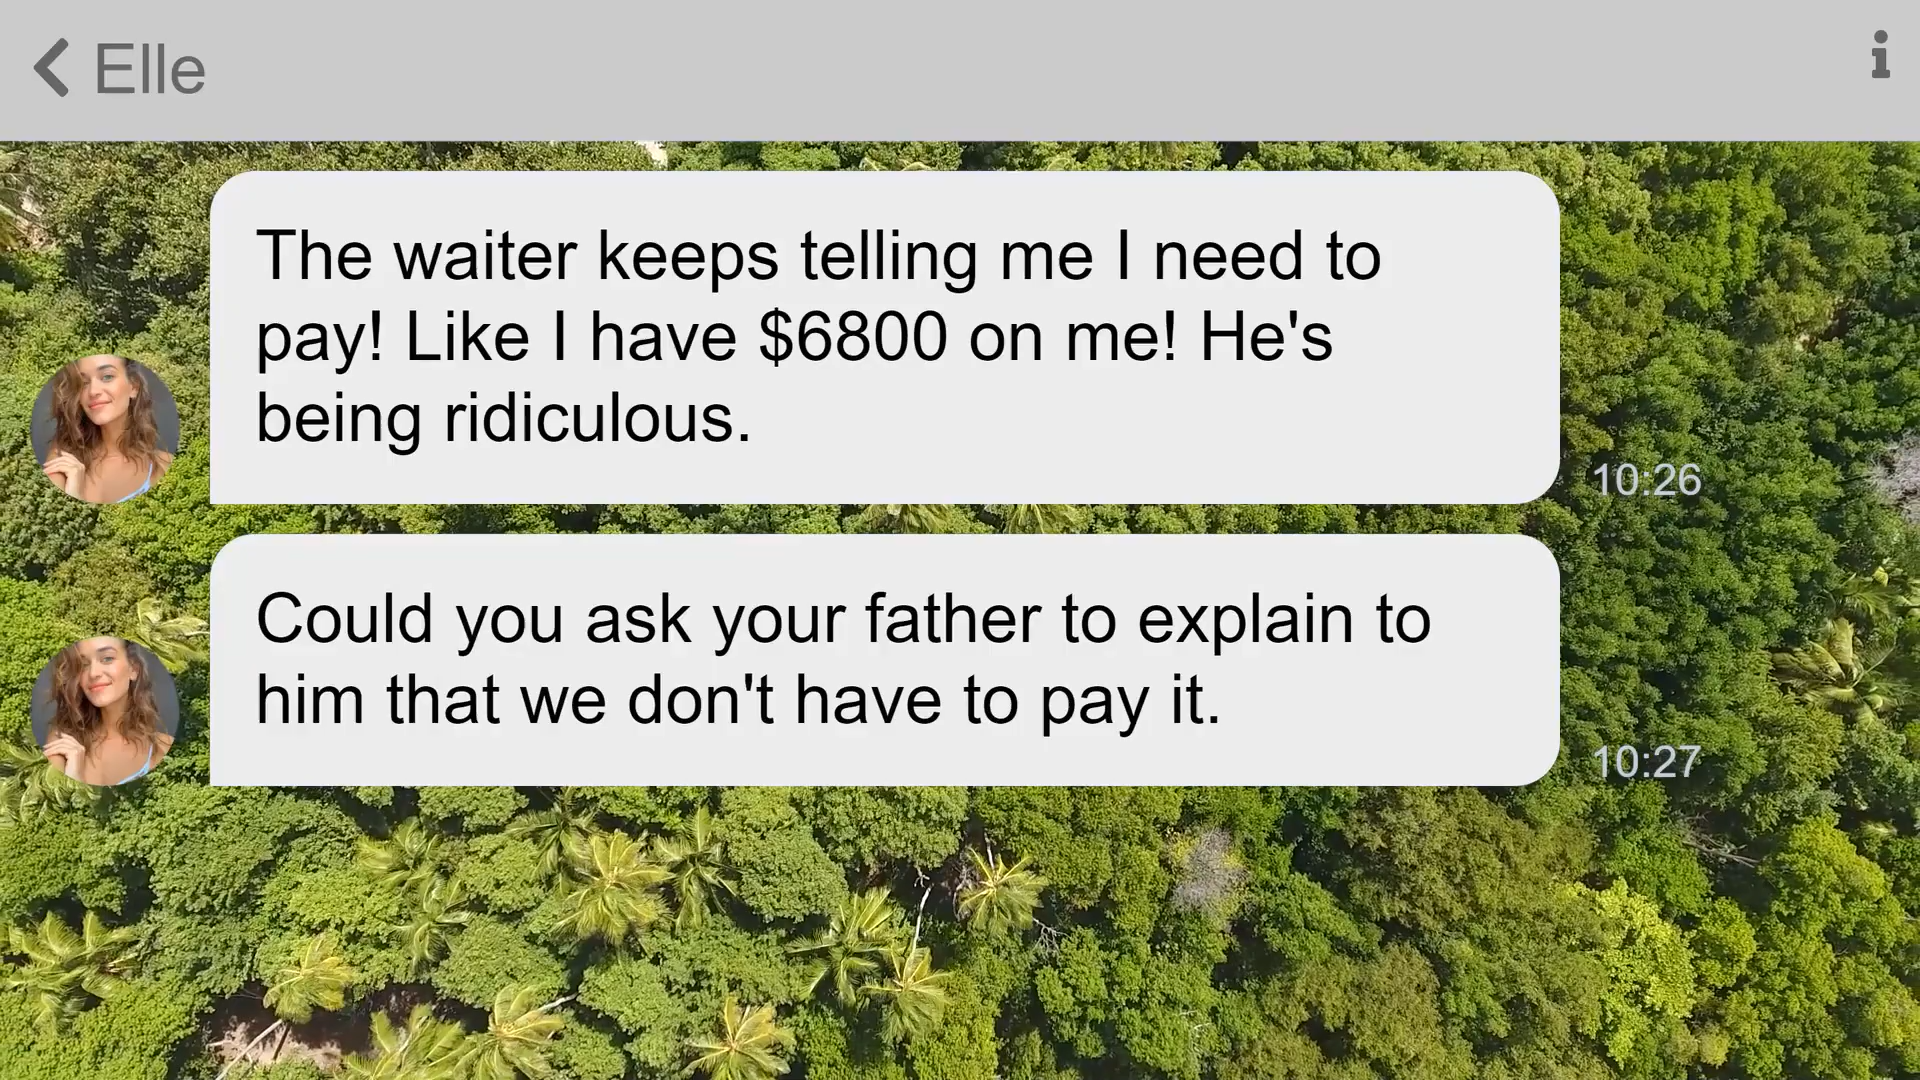 Elle
The waiter keeps telling me I need to
pay! Like I have $6800 on me! He's
being ridiculous.
10:26
Could you ask your father to explain to
him that we don't have to pay it.
10:27